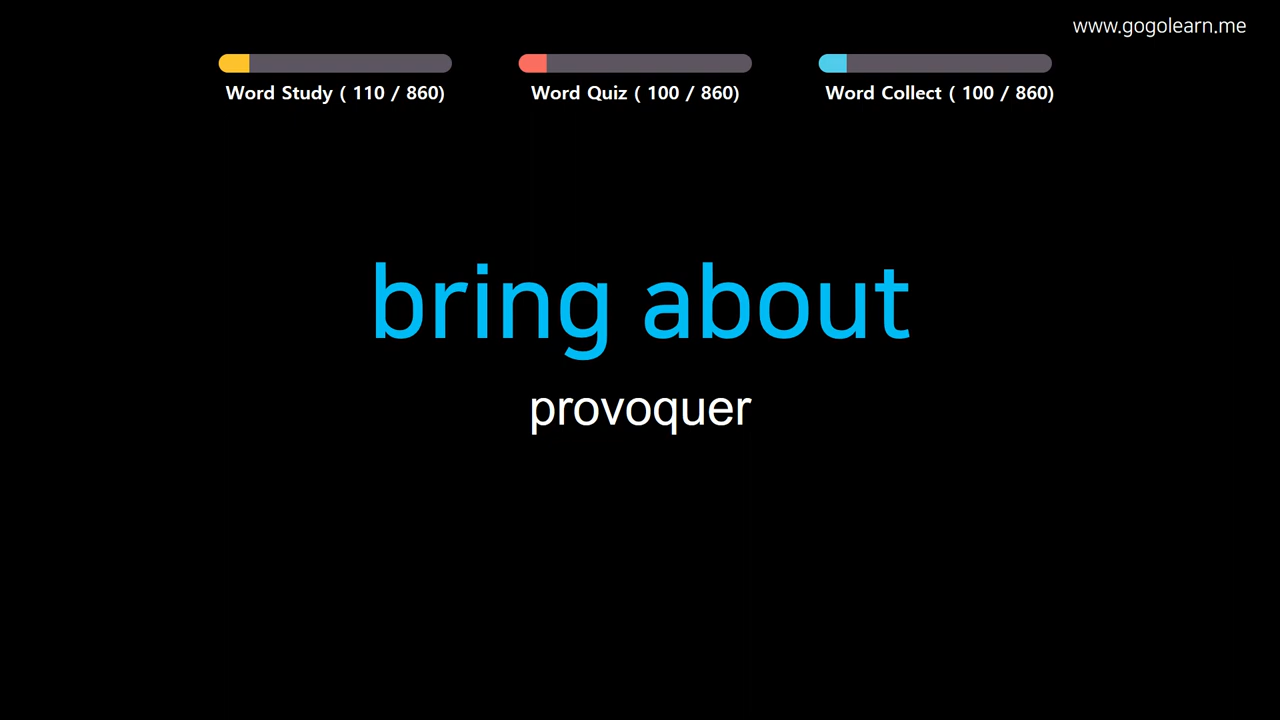 www.gogolearn.me
Word Study ( 110 / 860)
Word Quiz ( 100 / 860)
Word Collect ( 100 / 860)
bring about
provoquer